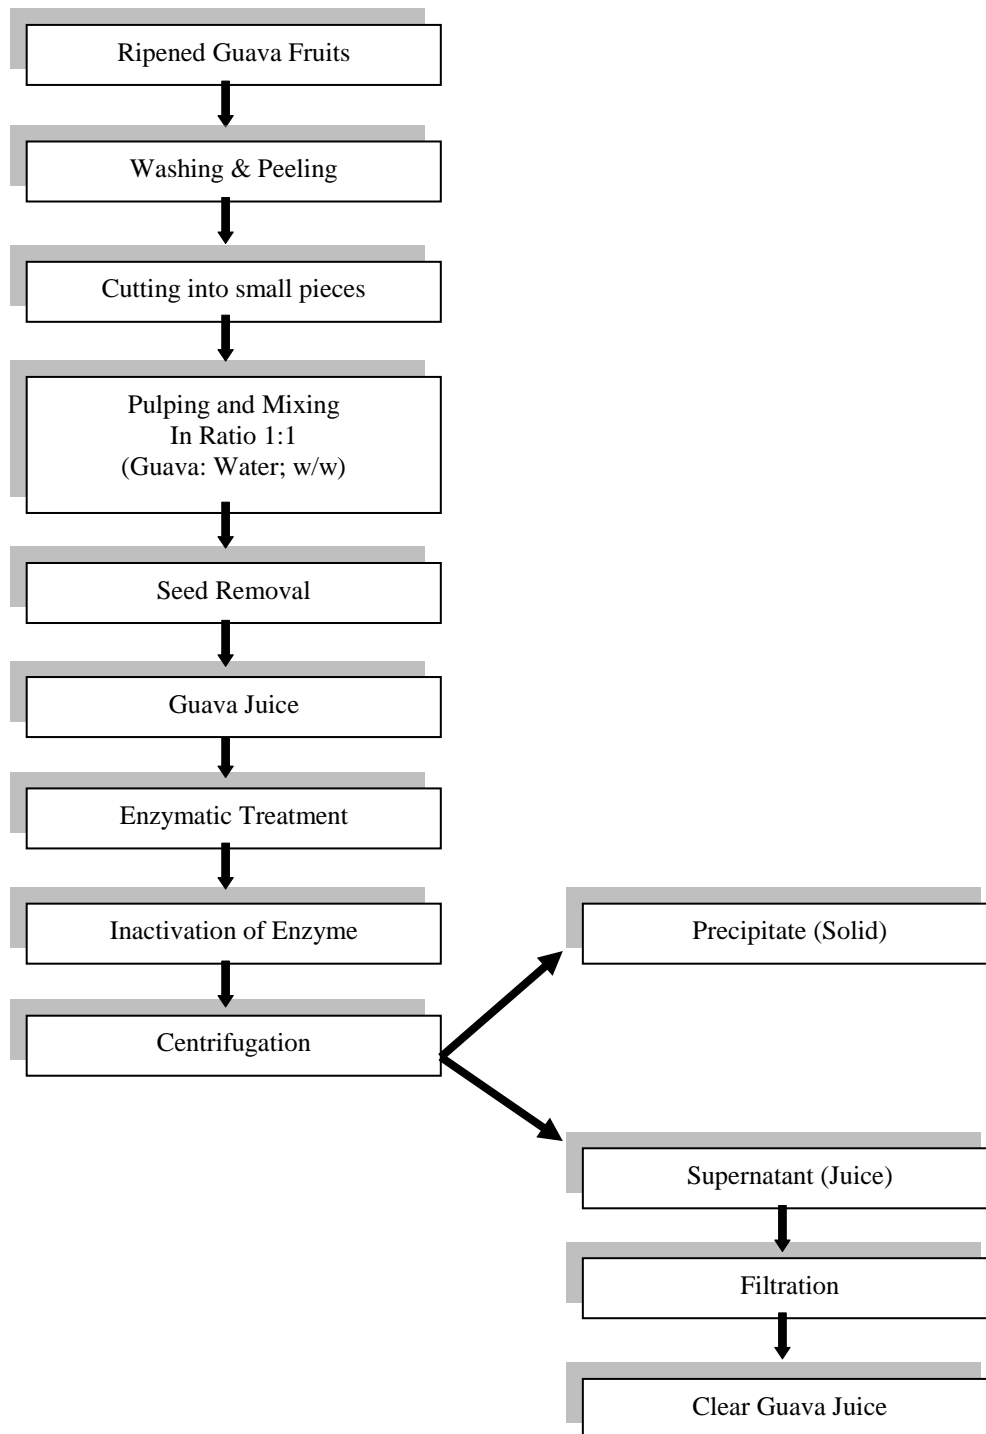 Ripened Guava Fruits
Washing & Peeling
Cutting into small pieces
Pulping and Mixing
In Ratio 1:1
(Guava: Water; w/w)
Seed Removal
Guava Juice
Enzymatic Treatment
Inactivation of Enzyme
Precipitate (Solid)
Centrifugation
Supernatant (Juice)
Filtration
Clear Guava Juice